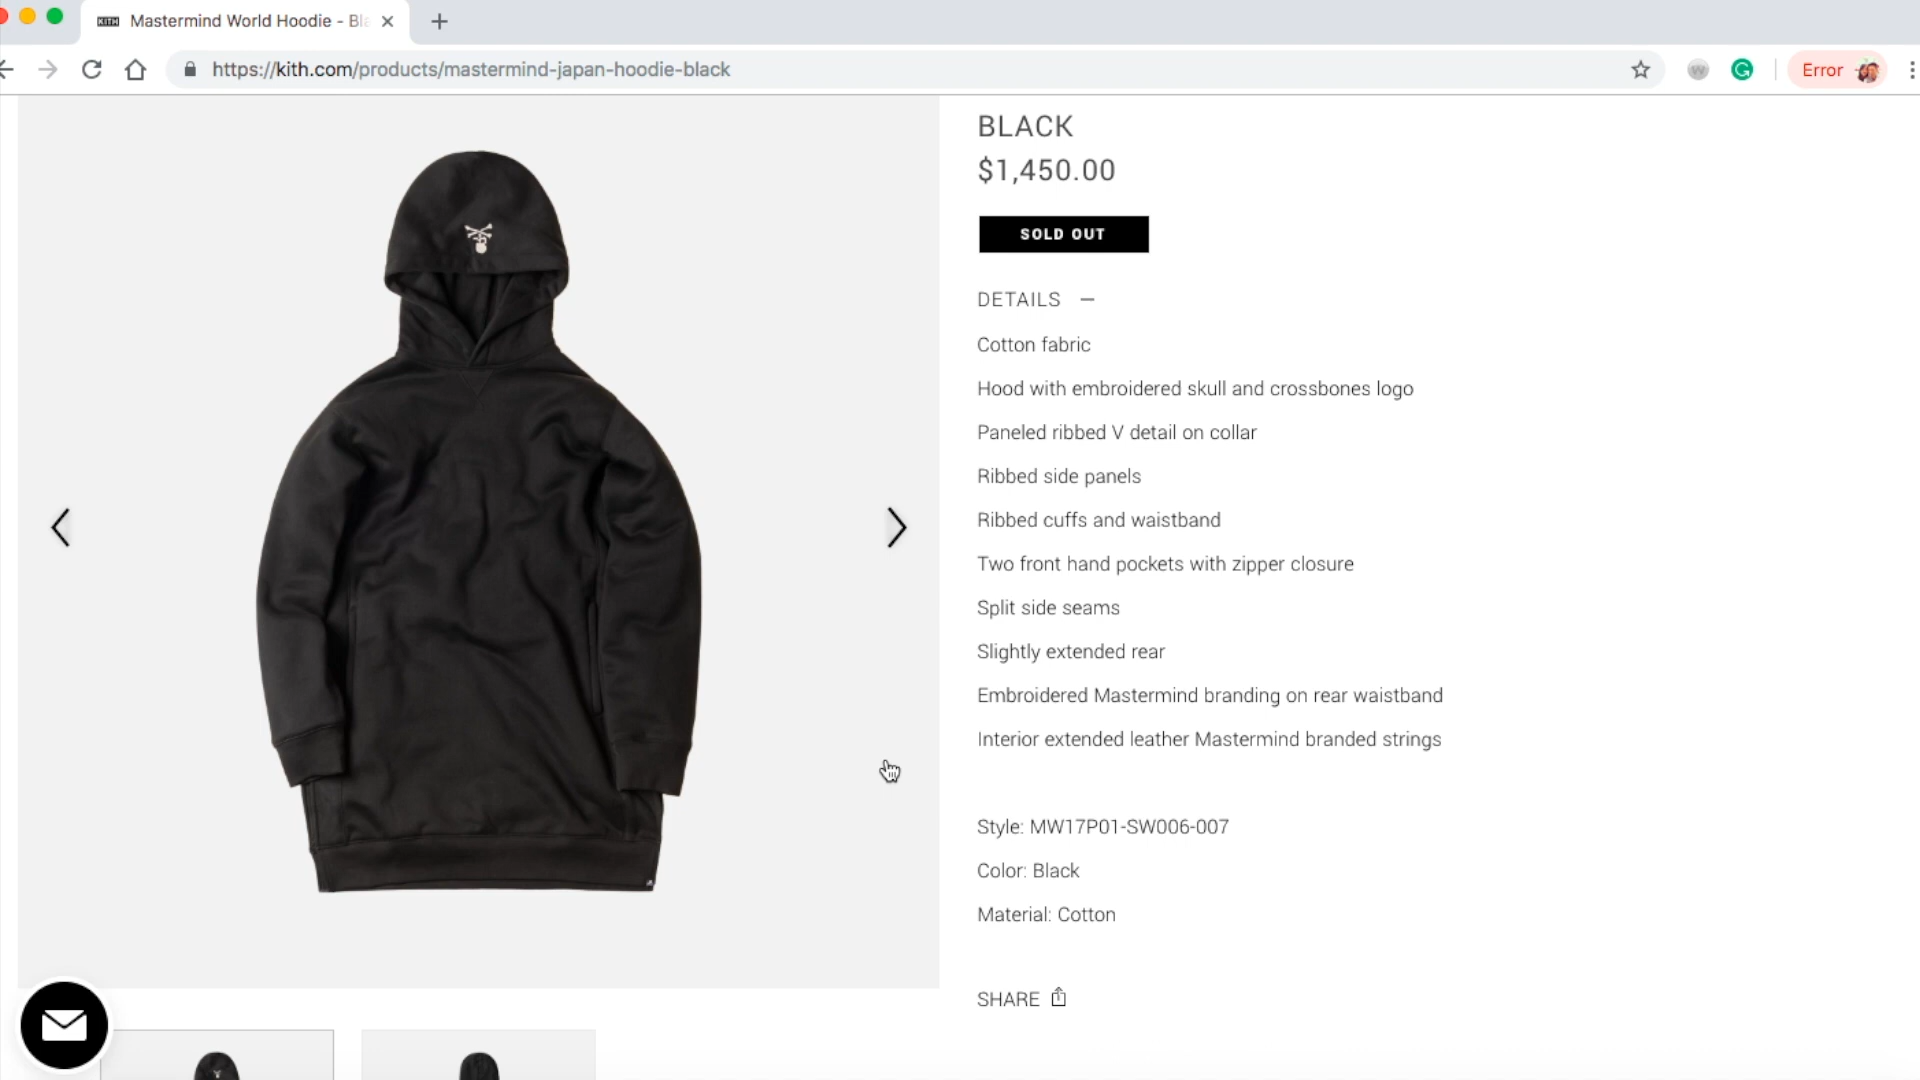 KITH Mastermind World Hoodie - Bla
https://kith.com/products/mastermind-japan-hoodie-black
Error
BLACK
$1,450.00
SOLD OUT
DETAILS —
Cotton fabric
Hood with embroidered skull and crossbones logo
Paneled ribbed V detail on collar
Ribbed side panels
Ribbed cuffs and waistband
Two front hand pockets with zipper closure
Split side seams
Slightly extended rear
Embroidered Mastermind branding on rear waistband
Interior extended leather Mastermind branded strings
Style: MW17P01-SW006-007
Color: Black
Material: Cotton
SHARE